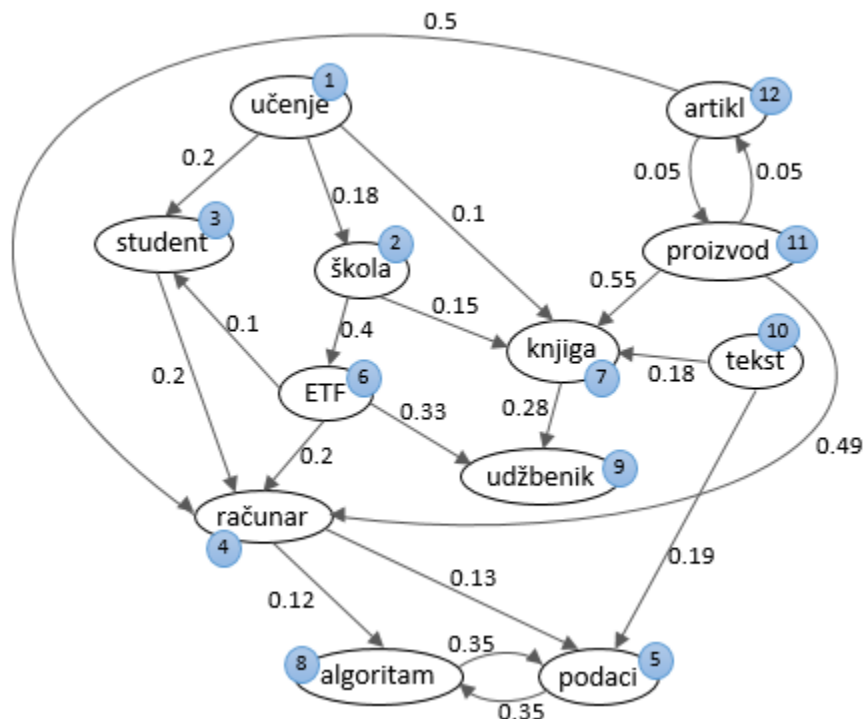 0.5
1
učenje
12
artikl
0.2
0.18
0.1
0.05
0.05
3
student
2
škola
11
proizvod
0.55
0.15
10
tekst
0.1
0.4
knjiga
7
0.18
0.2
ETF
6
0.33
0.28
0.49
0.2
udžbenik
9
računar
4
0.19
0.13
0.12
0.35
8
algoritam
podaci
5
0.35